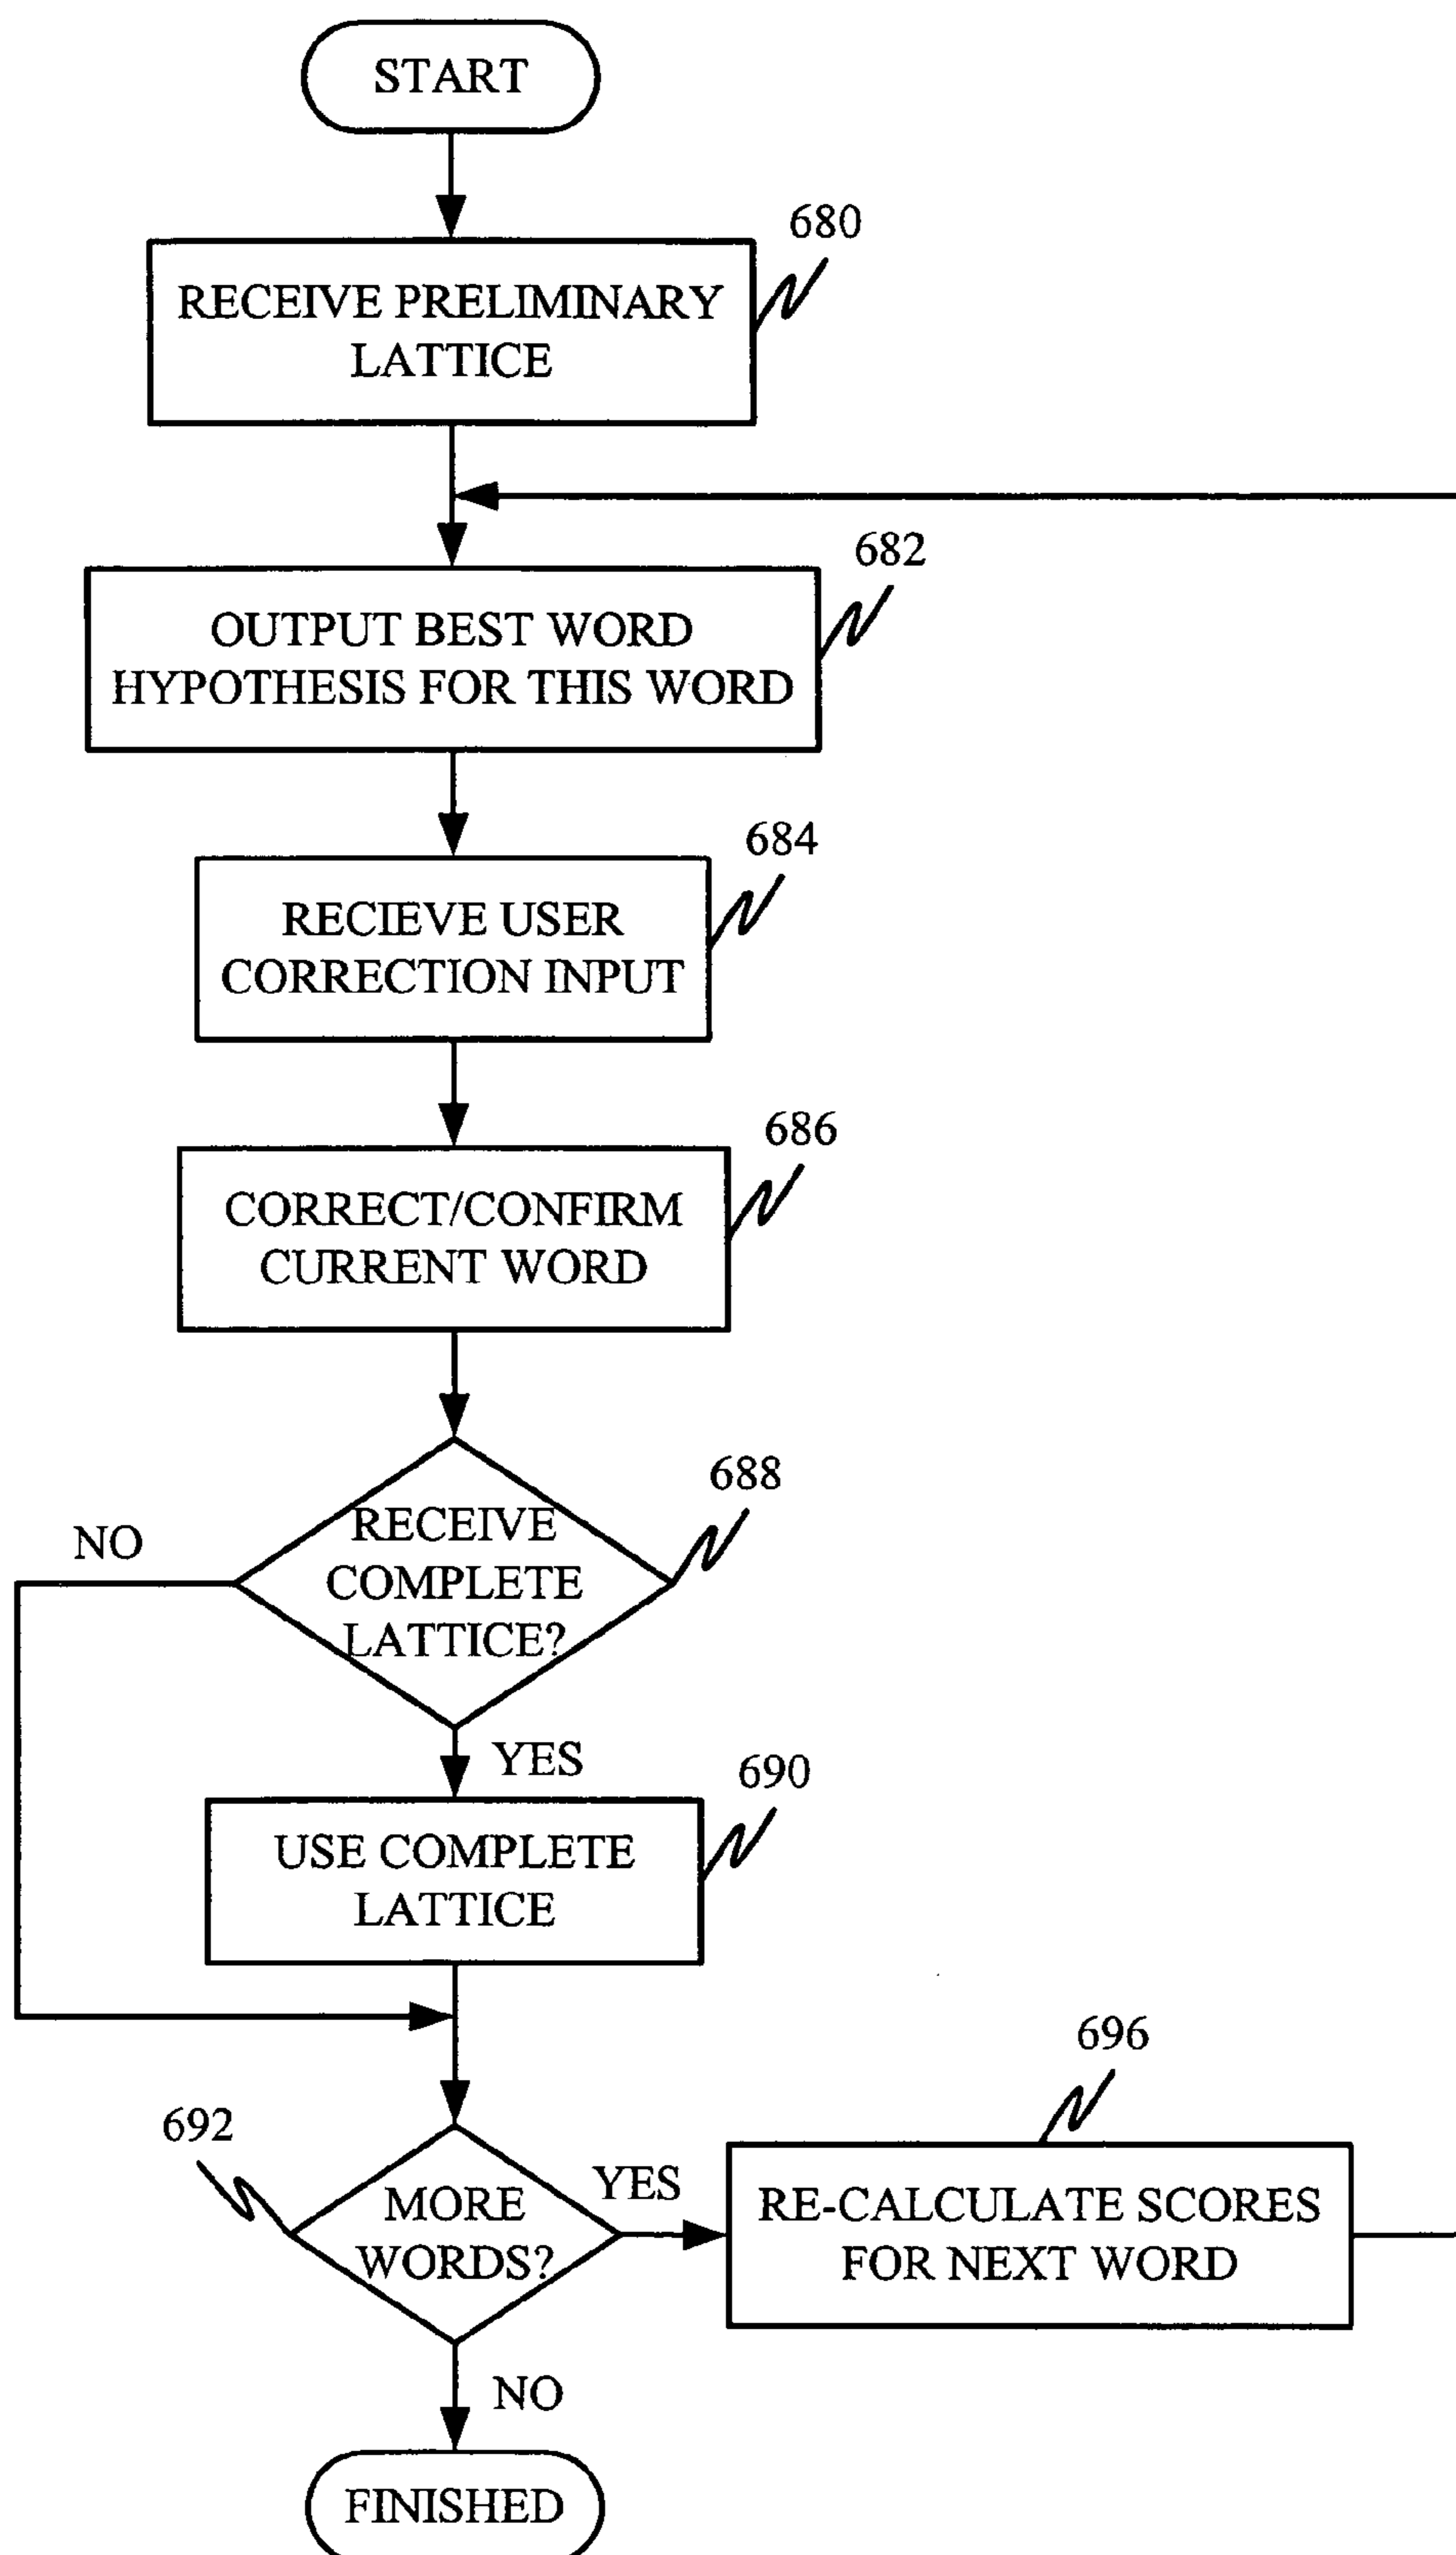 START
680
RECEIVE PRELIMINARY
LATTICE
682
OUTPUT BEST WORD
HYPOTHESIS FOR THIS WORD
684
RECIEVE USER
CORRECTION INPUT
686
CORRECT/CONFIRM
CURRENT WORD
688
NO
RECEIVE
COMPLETE
LATTICE?
YES
690
USE COMPLETE
LATTICE
696
692
YES
MORE
WORDS?
RE-CALCULATE SCORES
FOR NEXT WORD
NO
FINISHED